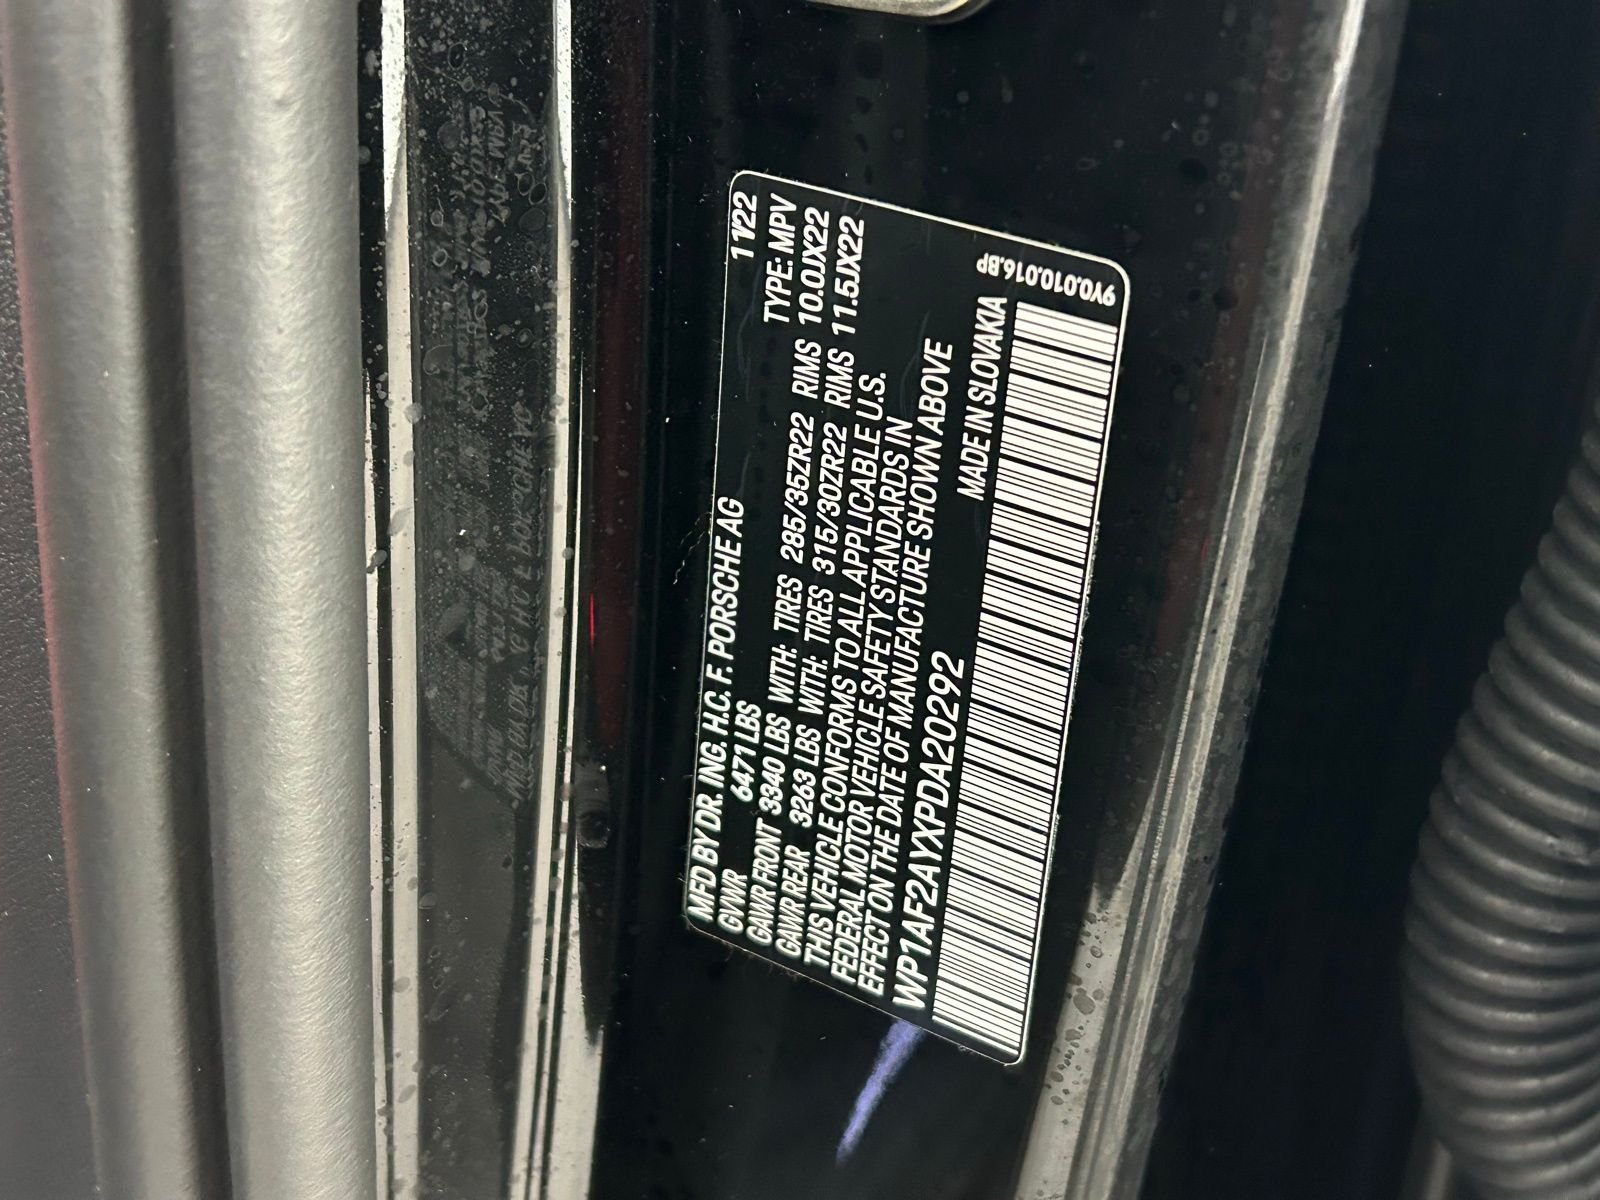 MFD BY DR. ING. H.C. F. PORSCHE AG 11/22
GVWR 6471 LBS TYPE: MPV
GAWR FRONT 3340 LBS WITH: TIRES 285/35ZR22 RIMS 10.0JX22
GAWR REAR 3263 LBS WITH: TIRES 315/30ZR22 RIMS 11.5JX22
THIS VEHICLE CONFORMS TO ALL APPLICABLE U.S.
FEDERAL MOTOR VEHICLE SAFETY STANDARDS IN
EFFECT ON THE DATE OF MANUFACTURE SHOWN ABOVE
WP1AF2AYXPDA20292 MADE IN SLOVAKIA
9Y0.010.016.BP